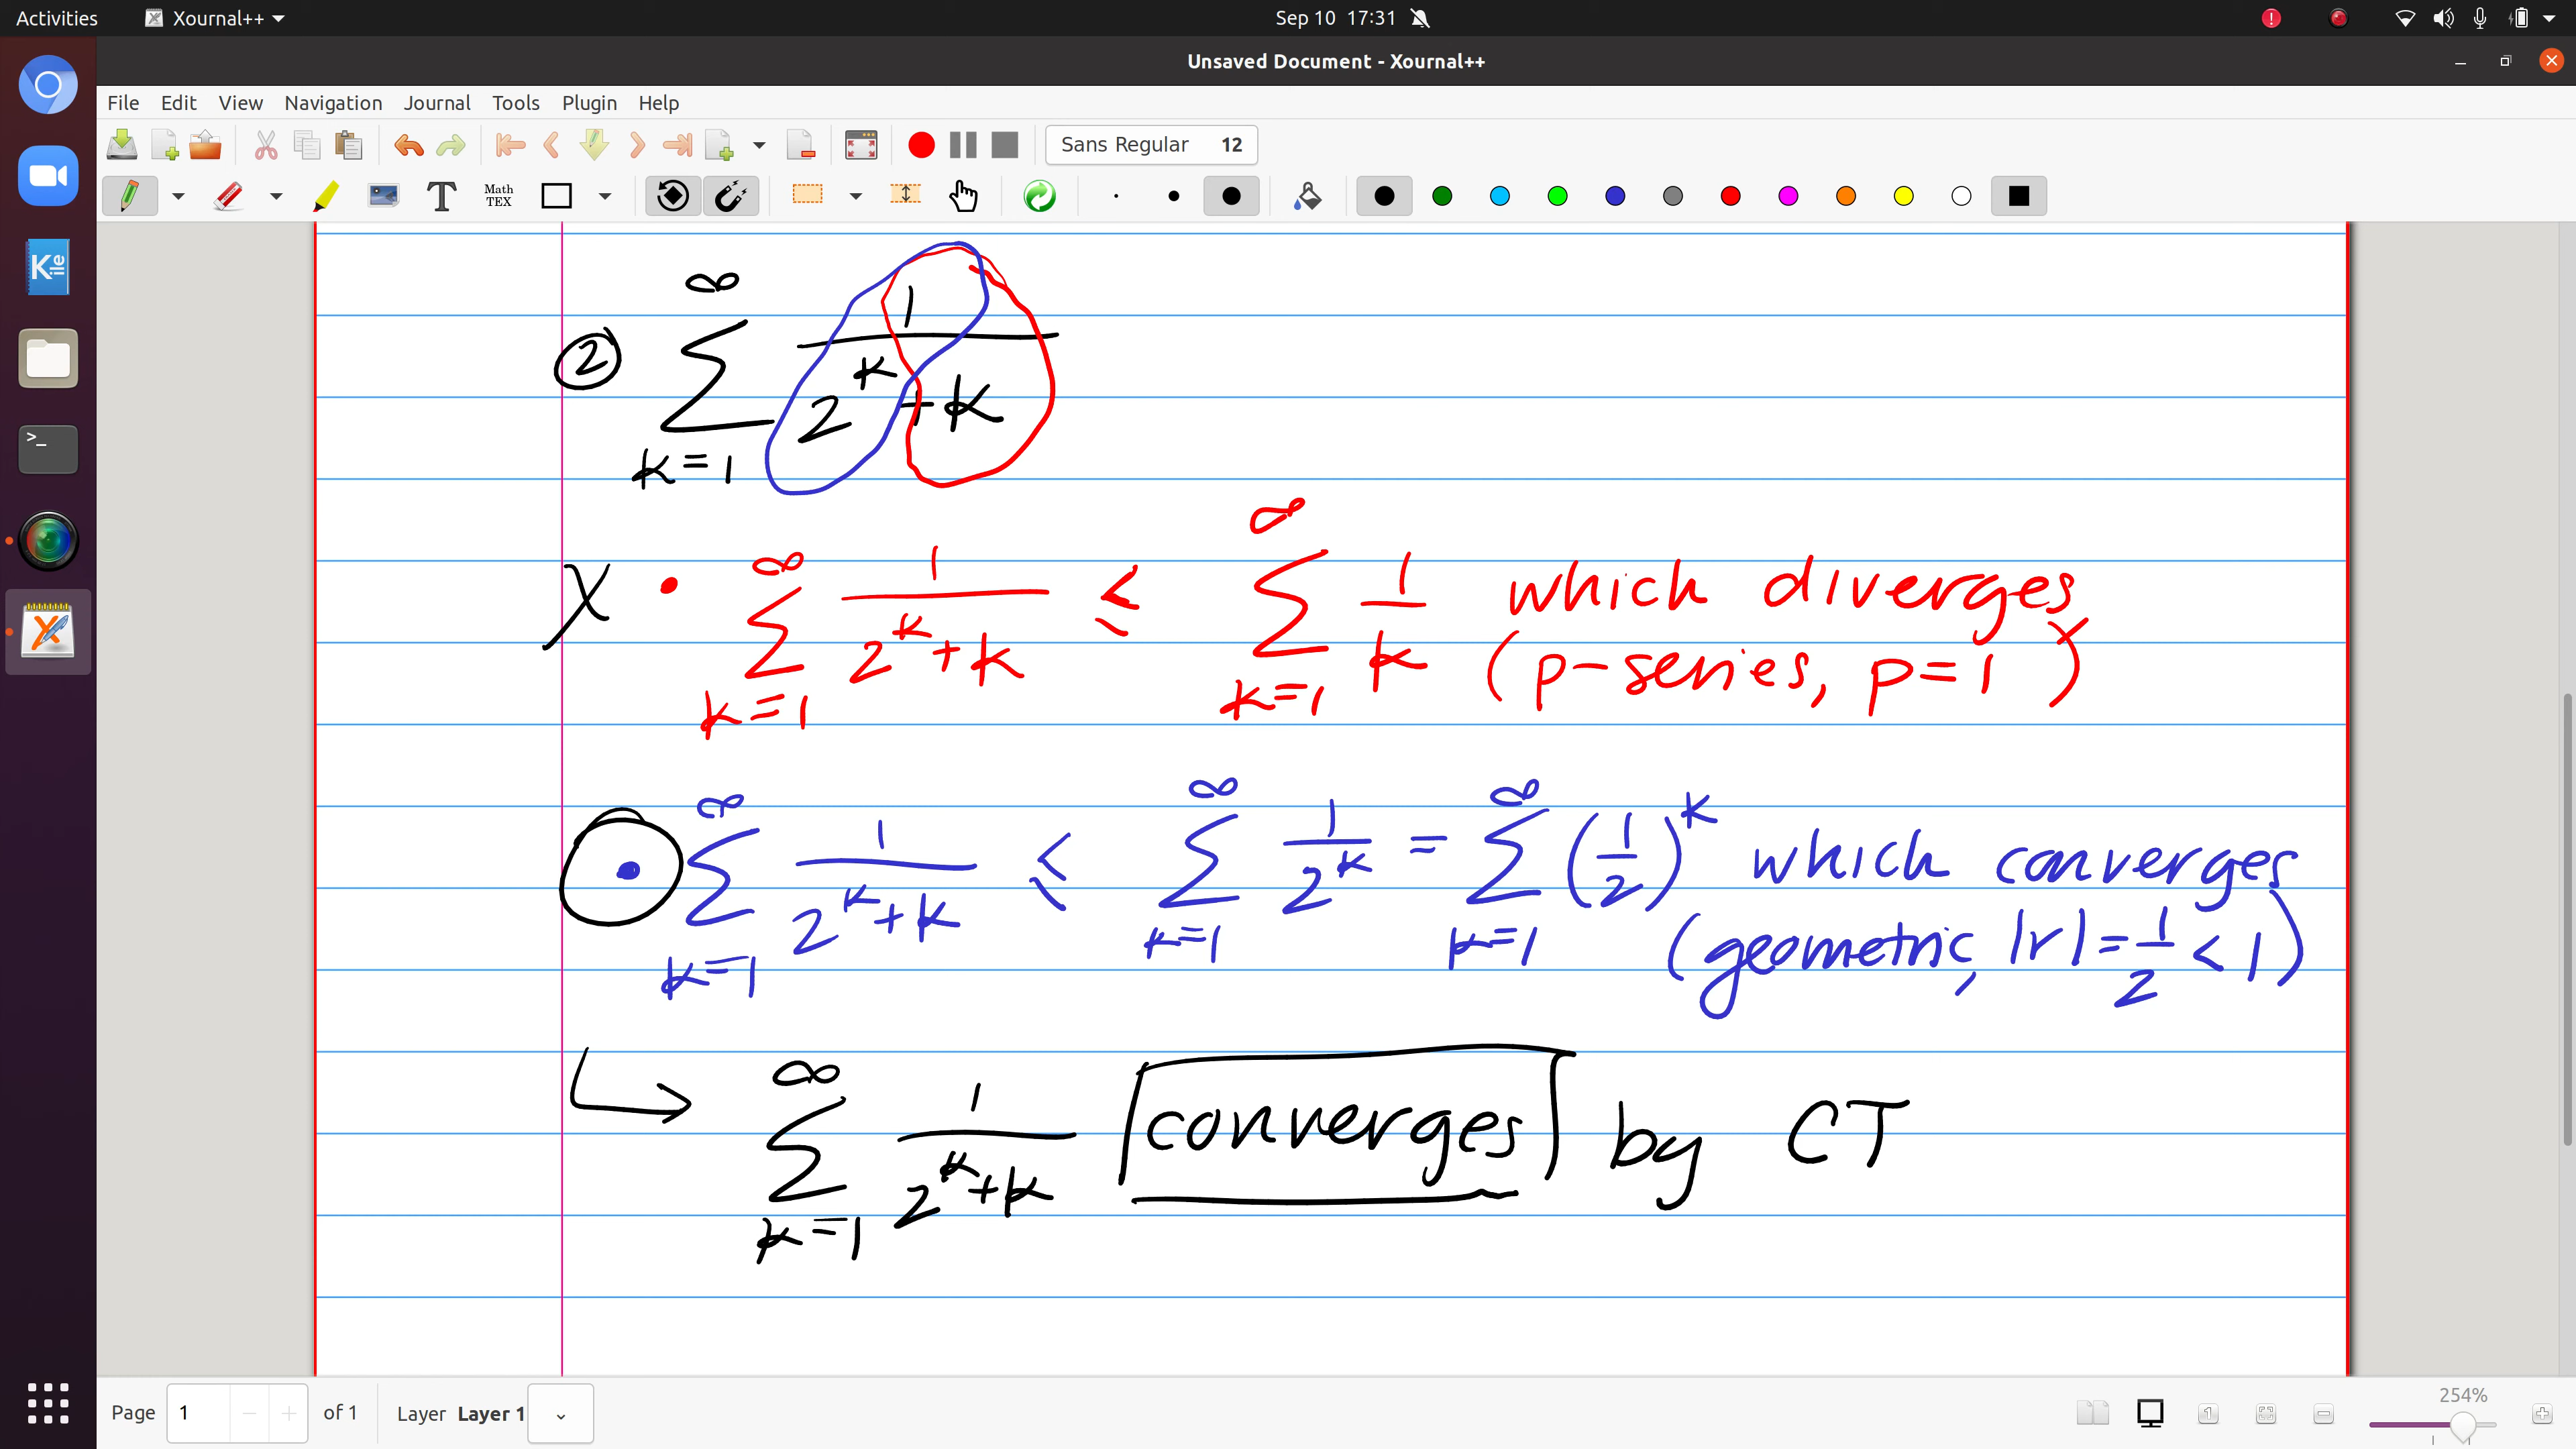 Activities Xournal++ Sep 10 17:31
Unsaved Document - Xournal++
File Edit View Navigation Journal Tools Plugin Help
Sans Regular 12
Math TEX
② ∞ ∑ k=1 1/(2^k+k)
X • ∞ ∑ k=1 1/(2^k+k) ≤ ∞ ∑ k=1 1/k which diverges
(p-series, p=1)
• ∞ ∑ k=1 1/(2^k+k) ≤ ∞ ∑ k=1 1/2^k = ∞ ∑ k=1 (1/2)^k which converges
(geometric, |r|=1/2<1)
↳ ∞ ∑ k=1 1/(2^k+k) converges by CT
Page 1 of 1 Layer Layer 1 254%